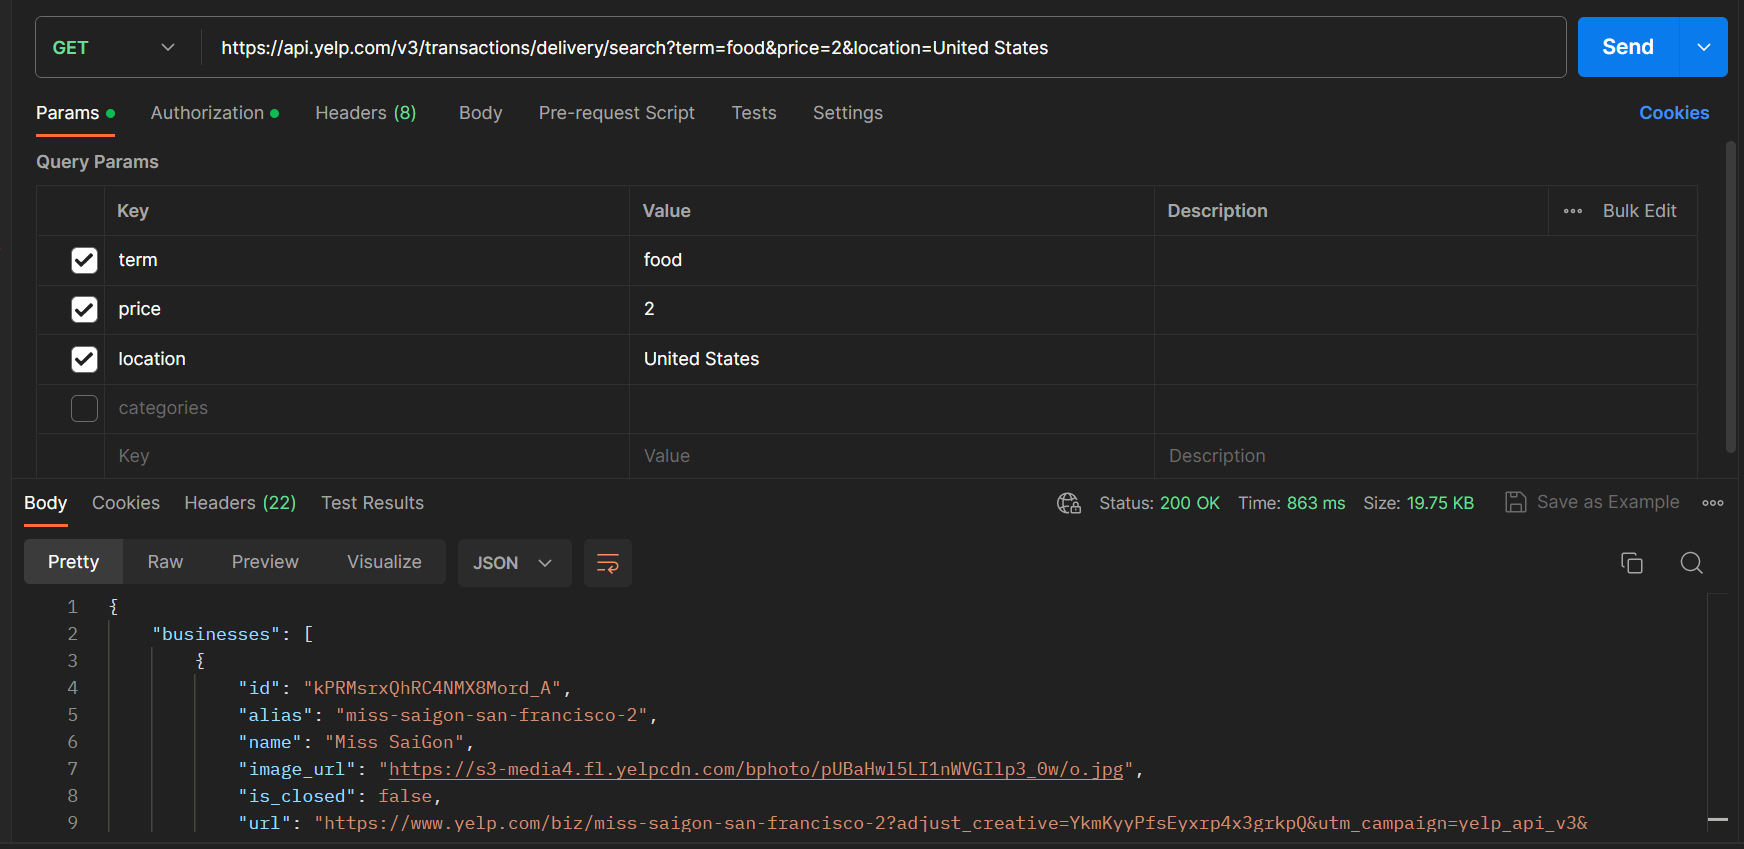 GET https://api.yelp.com/v3/transactions/delivery/search?term=food&price=2&location=United States Send
Params Authorization Headers (8) Body Pre-request Script Tests Settings Cookies
Query Params
Key Value Description Bulk Edit
term food
price 2
location United States
categories
Key Value Description
Body Cookies Headers (22) Test Results Status: 200 OK Time: 863 ms Size: 19.75 KB Save as Example
Pretty Raw Preview Visualize JSON
1 {
2 "businesses": [
3 {
4 "id": "kPRMsrxQhRC4NMX8Mord_A",
5 "alias": "miss-saigon-san-francisco-2",
6 "name": "Miss SaiGon",
7 "image_url": "https://s3-media4.fl.yelpcdn.com/bphoto/pUBaHwl5LI1nWVGIlp3_0w/o.jpg",
8 "is_closed": false,
9 "url": "https://www.yelp.com/biz/miss-saigon-san-francisco-2?adjust_creative=YkmKyyPfsEyxrp4x3grkpQ&utm_campaign=yelp_api_v3&